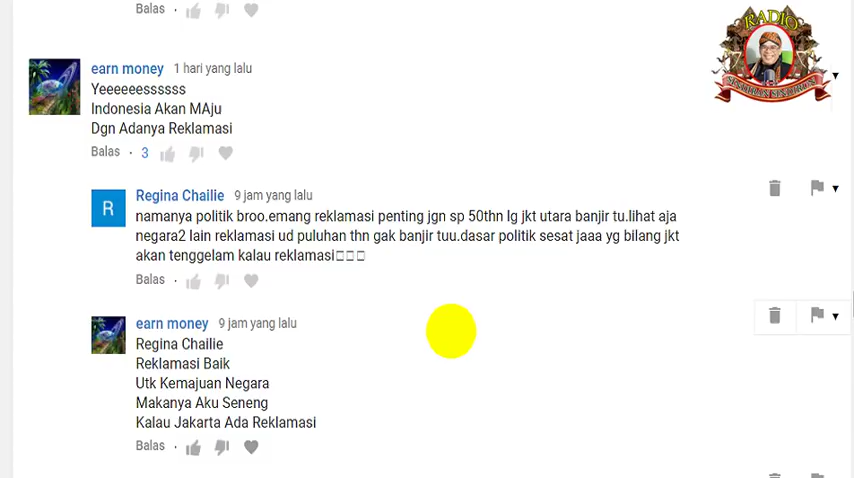 Balas
RADIO
earn money 1 hari yang lalu
Yeeeeeessssss
Indonesia Akan MAju
Dgn Adanya Reklamasi
Balas · 3
R
Regina Chailie 9 jam yang lalu
namanya politik broo.emang reklamasi penting jgn sp 50thn lg jkt utara banjir tu.lihat aja
negara2 lain reklamasi ud puluhan thn gak banjir tuu.dasar politik sesat jaaa yg bilang jkt
akan tenggelam kalau reklamasi
Balas
earn money 9 jam yang lalu
Regina Chailie
Reklamasi Baik
Utk Kemajuan Negara
Makanya Aku Seneng
Kalau Jakarta Ada Reklamasi
Balas